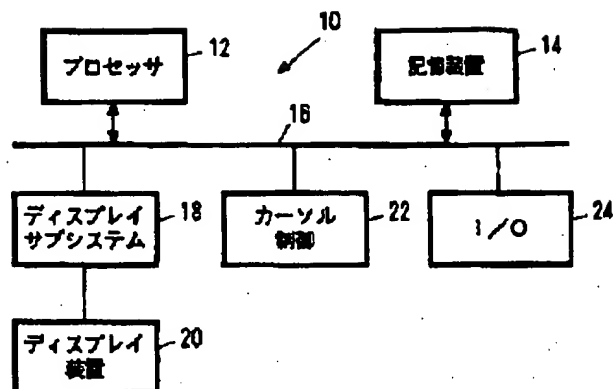 10
プロセッサ
12
記憶装置
14
16
ディスプレイ
サブシステム
18
カーソル
制御
22
I/O
24
ディスプレイ
装置
20